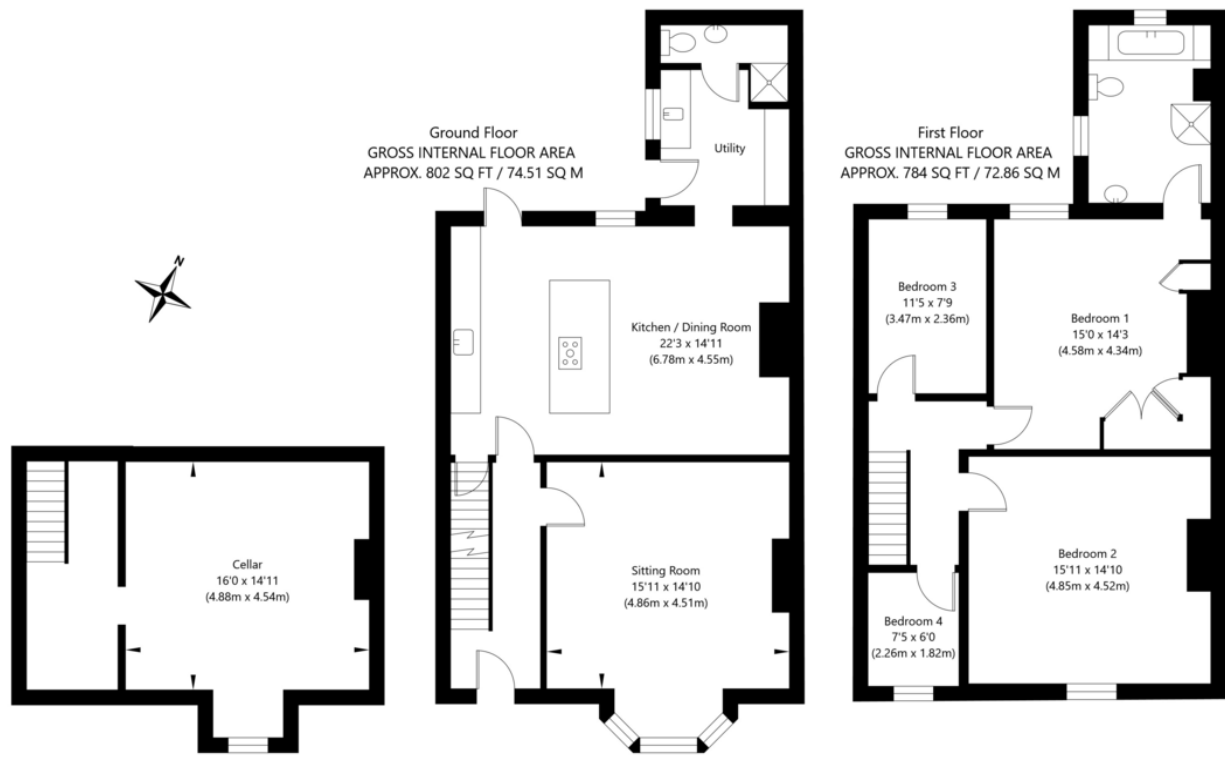 Ground Floor
GROSS INTERNAL FLOOR AREA
APPROX. 802 SQ FT / 74.51 SQ M
Utility
First Floor
GROSS INTERNAL FLOOR AREA
APPROX. 784 SQ FT / 72.86 SQ M
N
Kitchen / Dining Room
22'3 x 14'11
(6.78m x 4.55m)
Bedroom 3
11'5 x 7'9
(3.47m x 2.36m)
Bedroom 1
15'0 x 14'3
(4.58m x 4.34m)
Cellar
16'0 x 14'11
(4.88m x 4.54m)
Sitting Room
15'11 x 14'10
(4.86m x 4.51m)
Bedroom 2
15'11 x 14'10
(4.85m x 4.52m)
Bedroom 4
7'5 x 6'0
(2.26m x 1.82m)